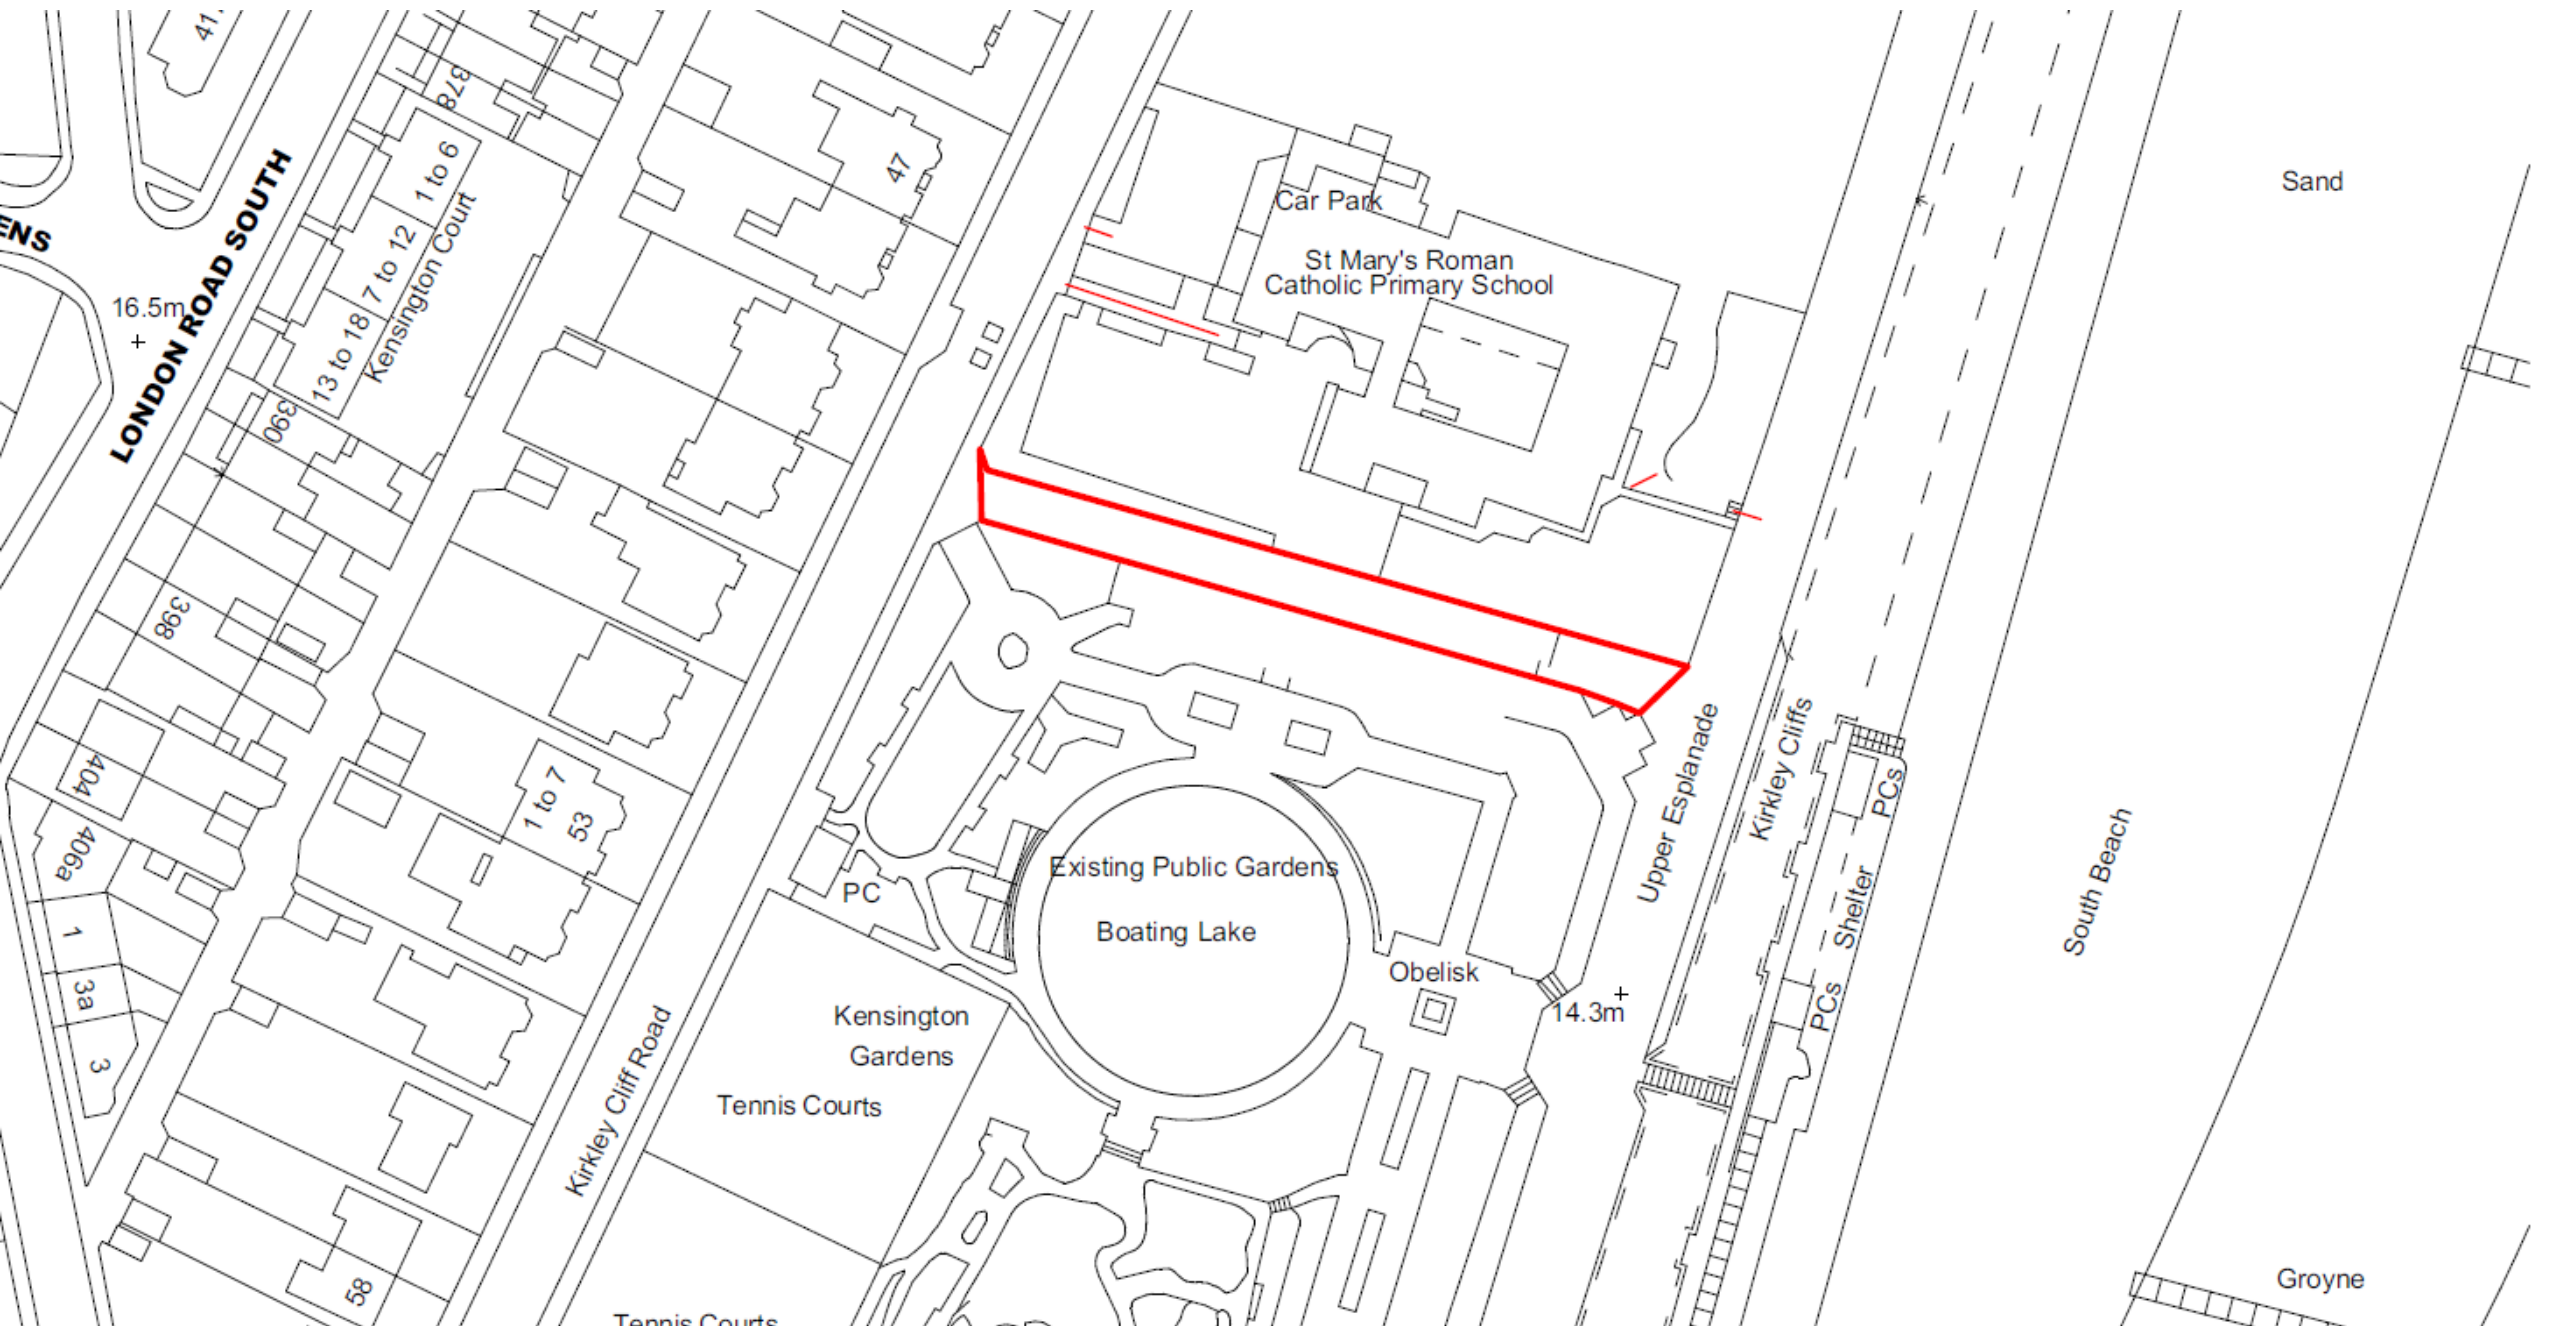 41
378
47
1 to 6
Car Park
Sand
ENS
LONDON ROAD SOUTH
7 to 12
Kensington Court
St Mary's Roman
Catholic Primary School
16.5m
13 to 18
390
398
404
1 to 7
53
Upper Esplanade
Kirkley Cliffs
PCs
406a
PC
Existing Public Gardens
Boating Lake
Shelter
South Beach
1
Obelisk
3a
14.3m
PCs
Kensington
Gardens
3
Kirkley Cliff Road
Tennis Courts
58
Groyne
Tennis Courts